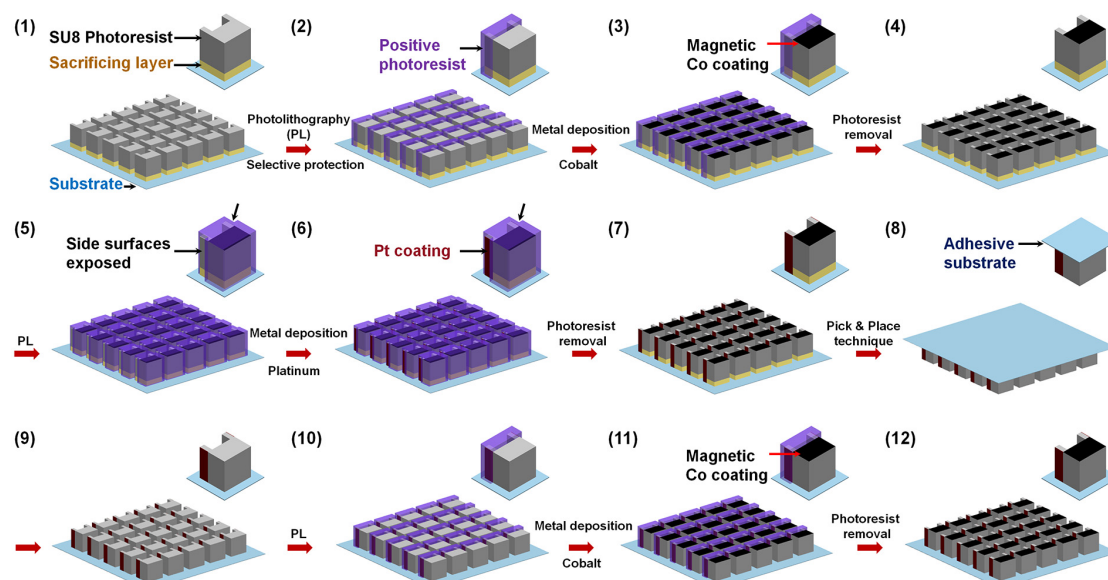 (1)
SU8 Photoresist
Sacrificing layer
Substrate
Photolithography
(PL)
Selective protection
(2)
Positive
photoresist
Metal deposition
Cobalt
(3)
Magnetic
Co coating
Photoresist
removal
(4)
(5)
Side surfaces
exposed
PL
Metal deposition
Platinum
(6)
Pt coating
Photoresist
removal
(7)
Pick & Place
technique
(8)
Adhesive
substrate
(9)
PL
(10)
Metal deposition
Cobalt
(11)
Magnetic
Co coating
Photoresist
removal
(12)